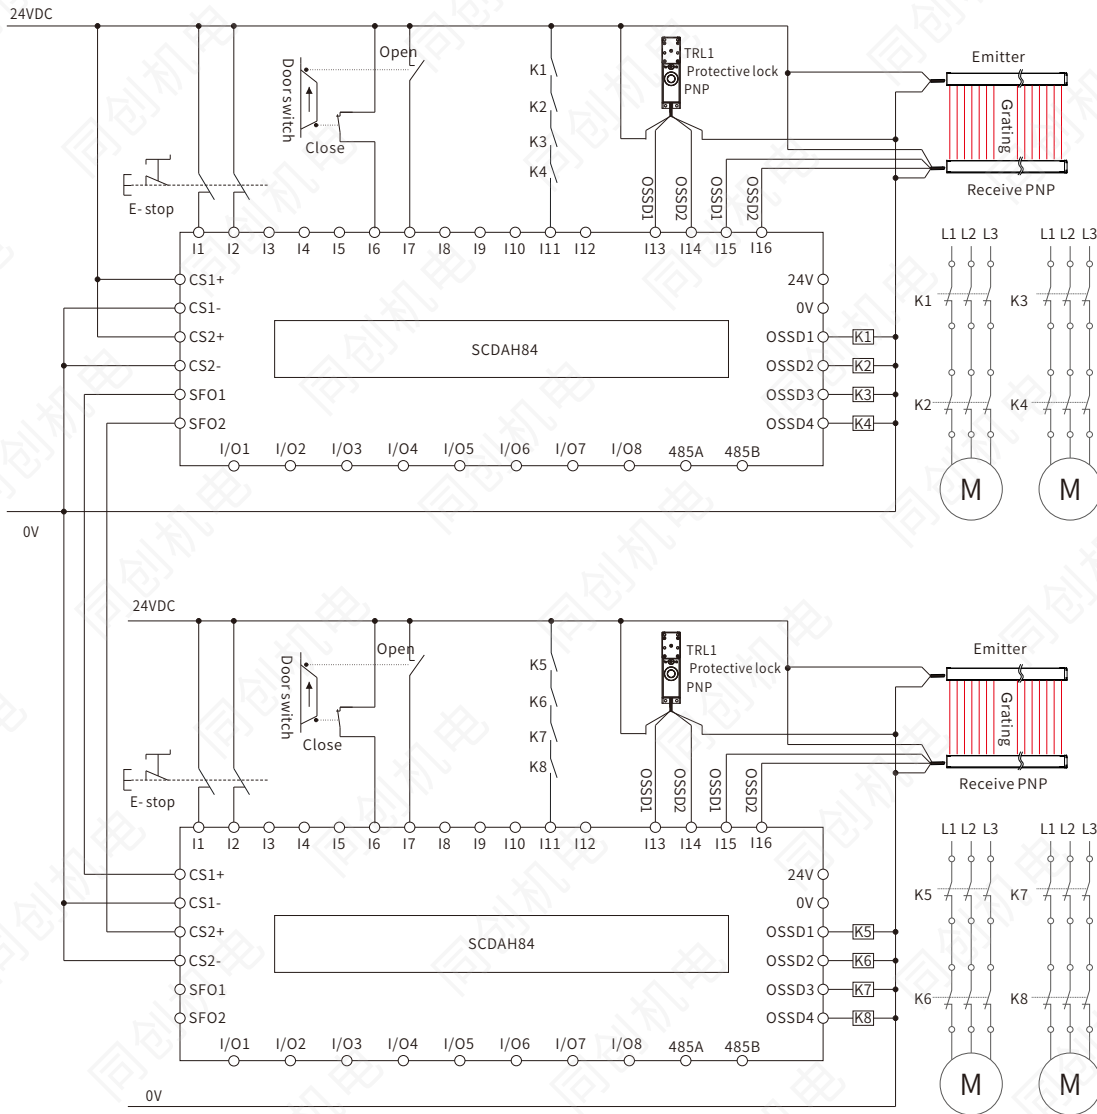 24VDC
Open
Door switch
Close
E- stop
K1
K2
K3
K4
TRL1
Protective lock
PNP
OSSD1
OSSD2
OSSD1
OSSD2
Emitter
Grating
Receive PNP
I1 I2 I3 I4 I5 I6 I7 I8 I9 I10 I11 I12 I13 I14 I15 I16
CS1+
CS1-
CS2+
CS2-
SFO1
SFO2
SCDAH84
24V
0V
OSSD1 K1
OSSD2 K2
OSSD3 K3
OSSD4 K4
I/O1 I/O2 I/O3 I/O4 I/O5 I/O6 I/O7 I/O8 485A 485B
L1 L2 L3 L1 L2 L3
K1 K3
K2 K4
M M
0V
24VDC
Open
Door switch
Close
E- stop
K5
K6
K7
K8
TRL1
Protective lock
PNP
OSSD1
OSSD2
OSSD1
OSSD2
Emitter
Grating
Receive PNP
I1 I2 I3 I4 I5 I6 I7 I8 I9 I10 I11 I12 I13 I14 I15 I16
CS1+
CS1-
CS2+
CS2-
SFO1
SFO2
SCDAH84
24V
0V
OSSD1 K5
OSSD2 K6
OSSD3 K7
OSSD4 K8
I/O1 I/O2 I/O3 I/O4 I/O5 I/O6 I/O7 I/O8 485A 485B
L1 L2 L3 L1 L2 L3
K5 K7
K6 K8
M M
0V
同创机电